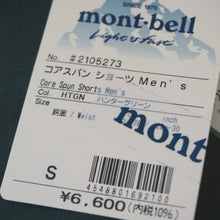 SINCE 1975
mont-bell
Light & Fast
No. #2105273
コアスパン ショーツ Men's
Core Spun Shorts Men's
Col. HTGN ハンターグリーン
Size 胴囲 / Waist inch
mont
S
4548801692100
¥6,600(内税10%)